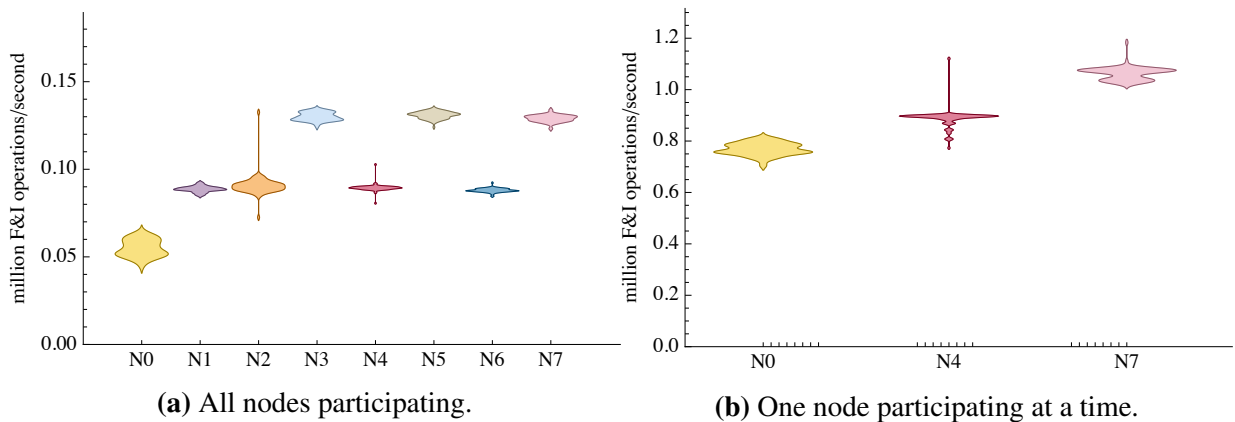 million F&I operations/second
0.15
0.10
0.05
0.00
N0 N1 N2 N3 N4 N5 N6 N7
(a) All nodes participating.
million F&I operations/second
1.2
1.0
0.8
0.6
0.4
0.2
0.0
N0 N4 N7
(b) One node participating at a time.